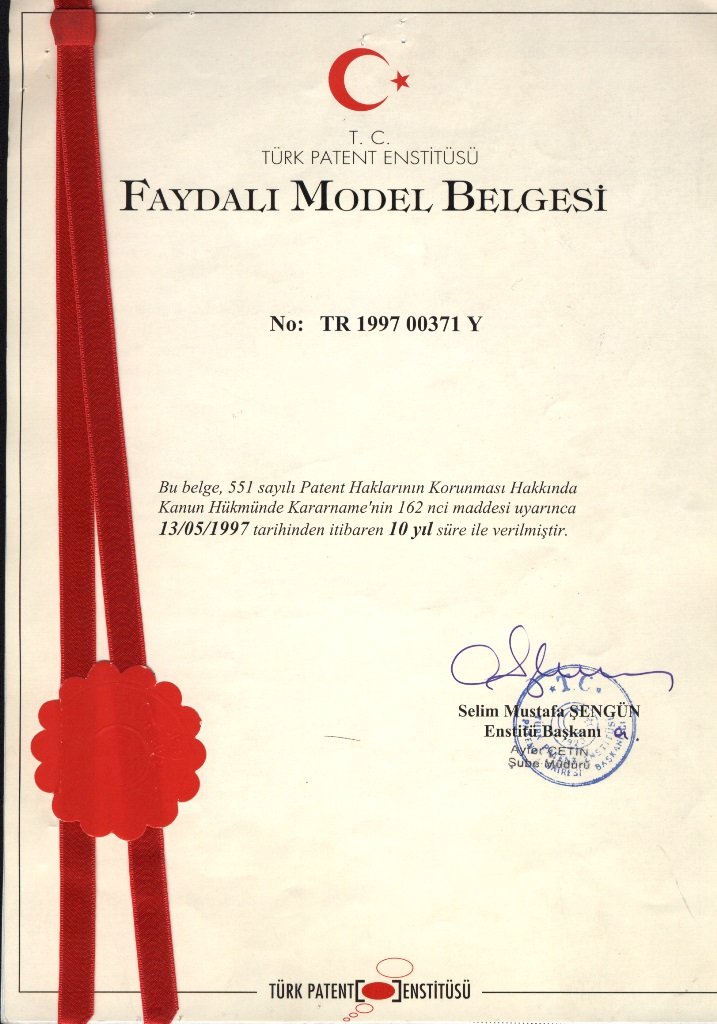 T. C.
TÜRK PATENT ENSTİTÜSÜ
FAYDALI MODEL BELGESİ
No: TR 1997 00371 Y
Bu belge, 551 sayılı Patent Haklarının Korunması Hakkında
Kanun Hükmünde Kararname'nin 162 nci maddesi uyarınca
13/05/1997 tarihinden itibaren 10 yıl süre ile verilmiştir.
T.C.
Selim Mustafa ŞENGÜN
Enstitü Başkanı
Ayfer ÇETİN
Şube Müdürü
TÜRK PATENT ENSTİTÜSÜ